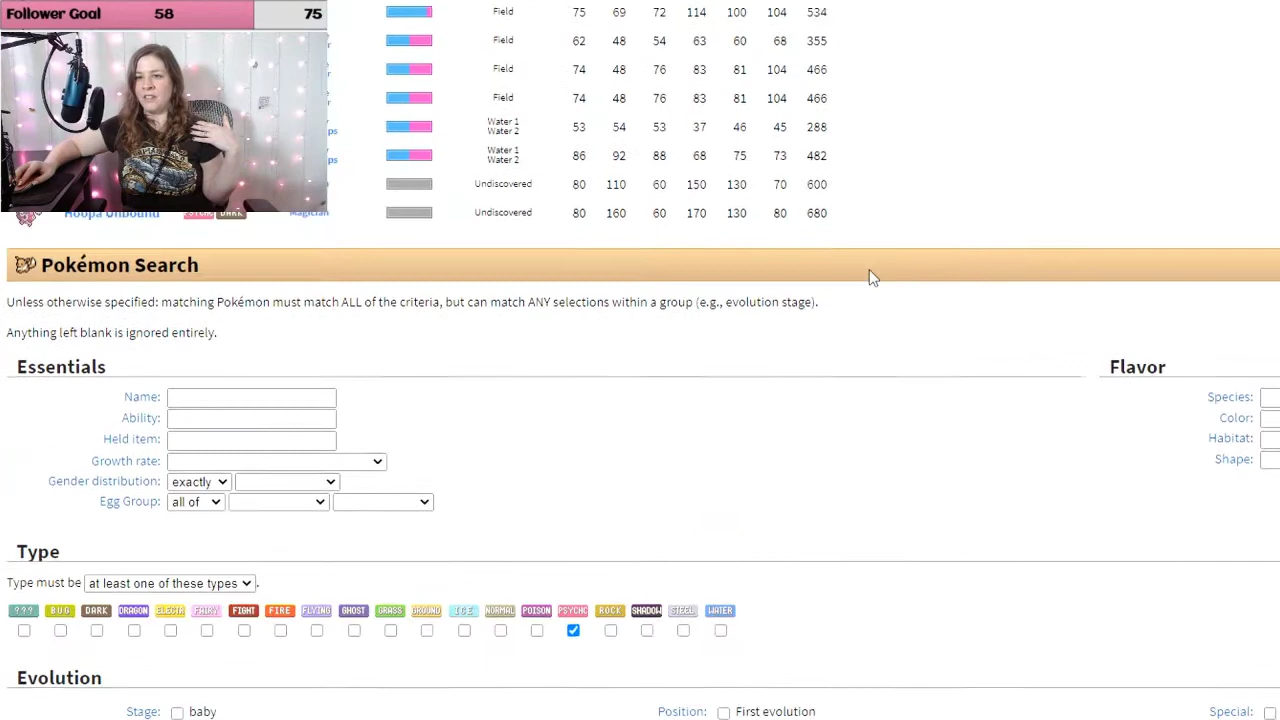 Follower Goal 58 75
Field 75 69 72 114 100 104 534
Field 62 48 54 63 60 68 355
Field 74 48 76 83 81 104 466
Field 74 48 76 83 81 104 466
Water 1
ps 53 54 53 37 46 45 288
Water 2
Water 1
ps 86 92 88 68 75 73 482
Water 2
Undiscovered 80 110 60 150 130 70 600
Hoopa Unbound PSYCHC DARK Magician Undiscovered 80 160 60 170 130 80 680
Pokémon Search
Unless otherwise specified: matching Pokémon must match ALL of the criteria, but can match ANY selections within a group (e.g., evolution stage).
Anything left blank is ignored entirely.
Essentials Flavor
Name: Species:
Ability: Color:
Held item: Habitat:
Growth rate: Shape:
Gender distribution: exactly
Egg Group: all of
Type
Type must be at least one of these types .
??? BUG DARK DRAGON ELECTR FAIRY FIGHT FIRE FLYING GHOST GRASS GROUND ICE NORMAL POISON PSYCHC ROCK SHADOW STEEL WATER
Evolution
Stage: baby Position: First evolution Special: